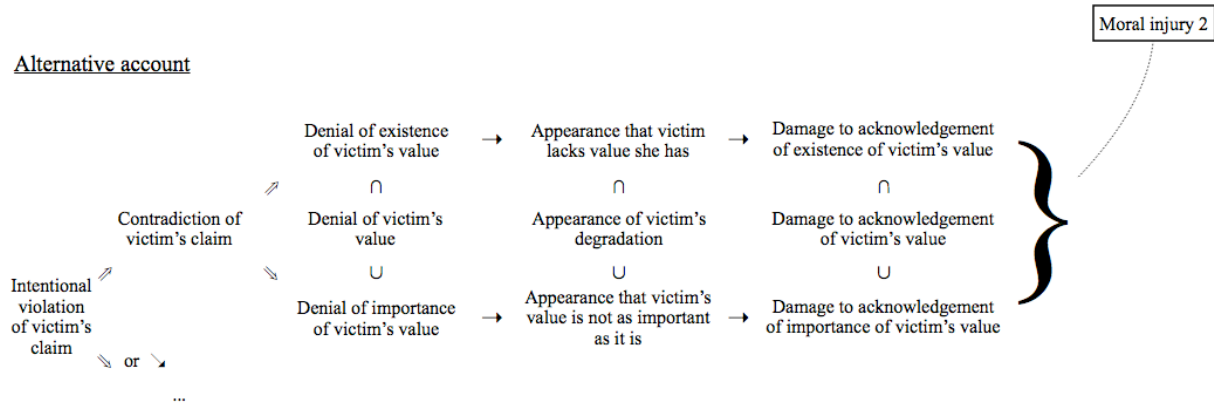 Moral injury 2
Alternative account
Denial of existence
of victim's value
→
Appearance that victim
lacks value she has
→
Damage to acknowledgement
of existence of victim's value
⇗
∩
∩
∩
Contradiction of
victim's claim
Denial of victim's
value
Appearance of victim's
degradation
Damage to acknowledgement
of victim's value
}
⇗
⇘
∪
∪
∪
Intentional
violation
of victim's
claim
Denial of importance
of victim's value
→
Appearance that victim's
value is not as important
as it is
→
Damage to acknowledgement
of importance of victim's value
⇘ or ↘
...